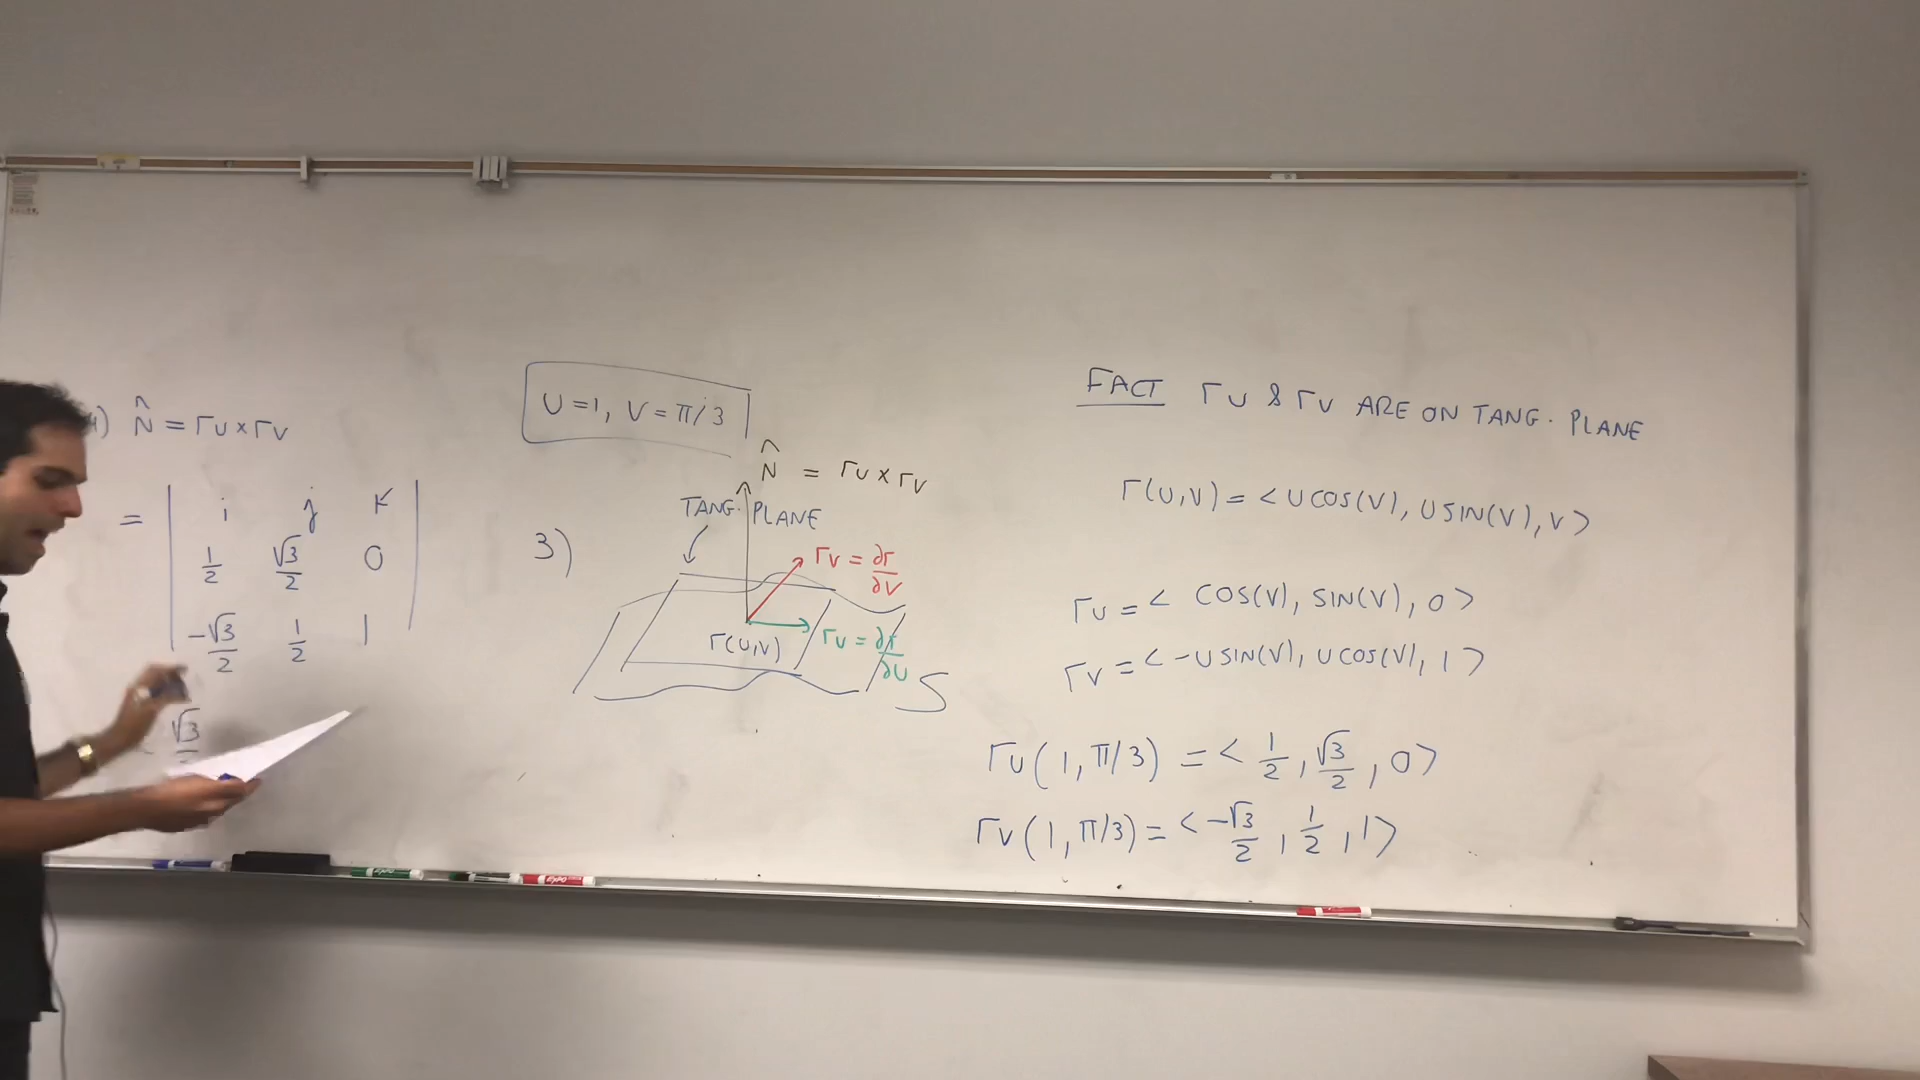 N̂ = ru × rv
= | i j k |
| 1/2 √3/2 0 |
| -√3/2 1/2 1 |
√3
U=1, V=π/3
N̂ = ru × rv
TANG. PLANE
3)
rv = ∂r/∂V
r(U,V)
ru = ∂r/∂U
S
FACT ru & rv ARE ON TANG. PLANE
r(U,V) = < U COS(V), U SIN(V), V >
ru = < COS(V), SIN(V), 0 >
rv = < -U SIN(V), U COS(V), 1 >
ru(1, π/3) = < 1/2, √3/2, 0 >
rv(1, π/3) = < -√3/2, 1/2, 1 >
EXPO